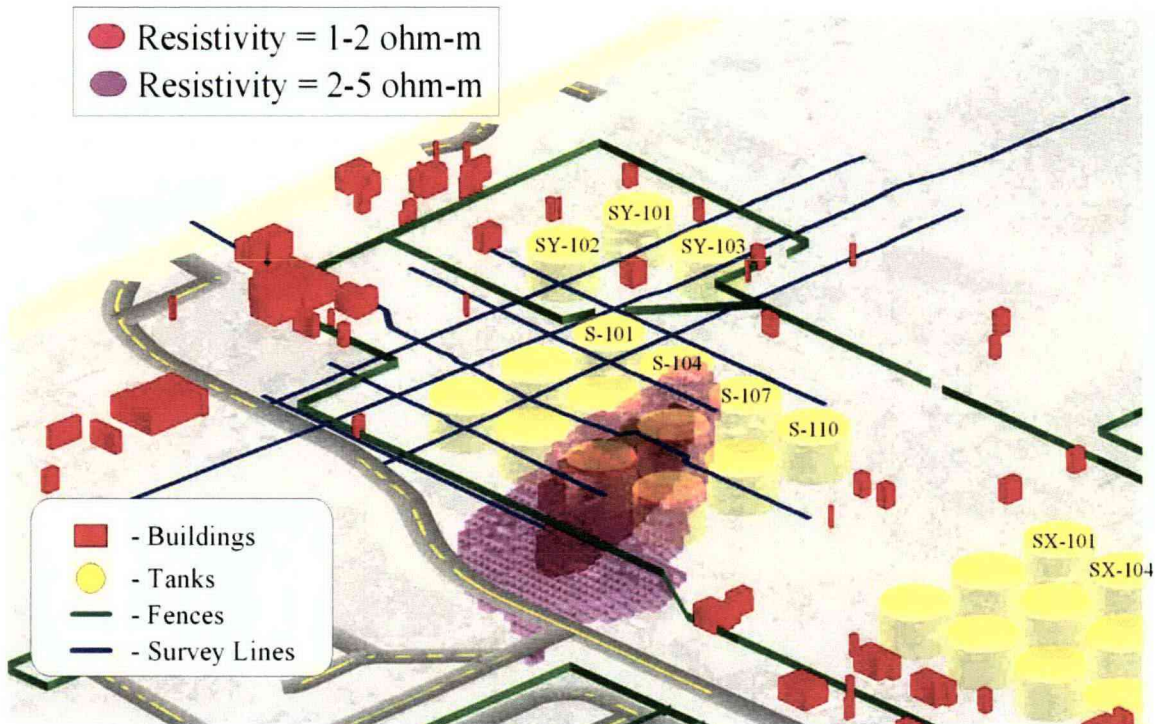 Resistivity = 1-2 ohm-m
Resistivity = 2-5 ohm-m
SY-101
SY-102
SY-103
S-101
S-104
S-107
S-110
SX-101
SX-104
- Buildings
- Tanks
- Fences
- Survey Lines